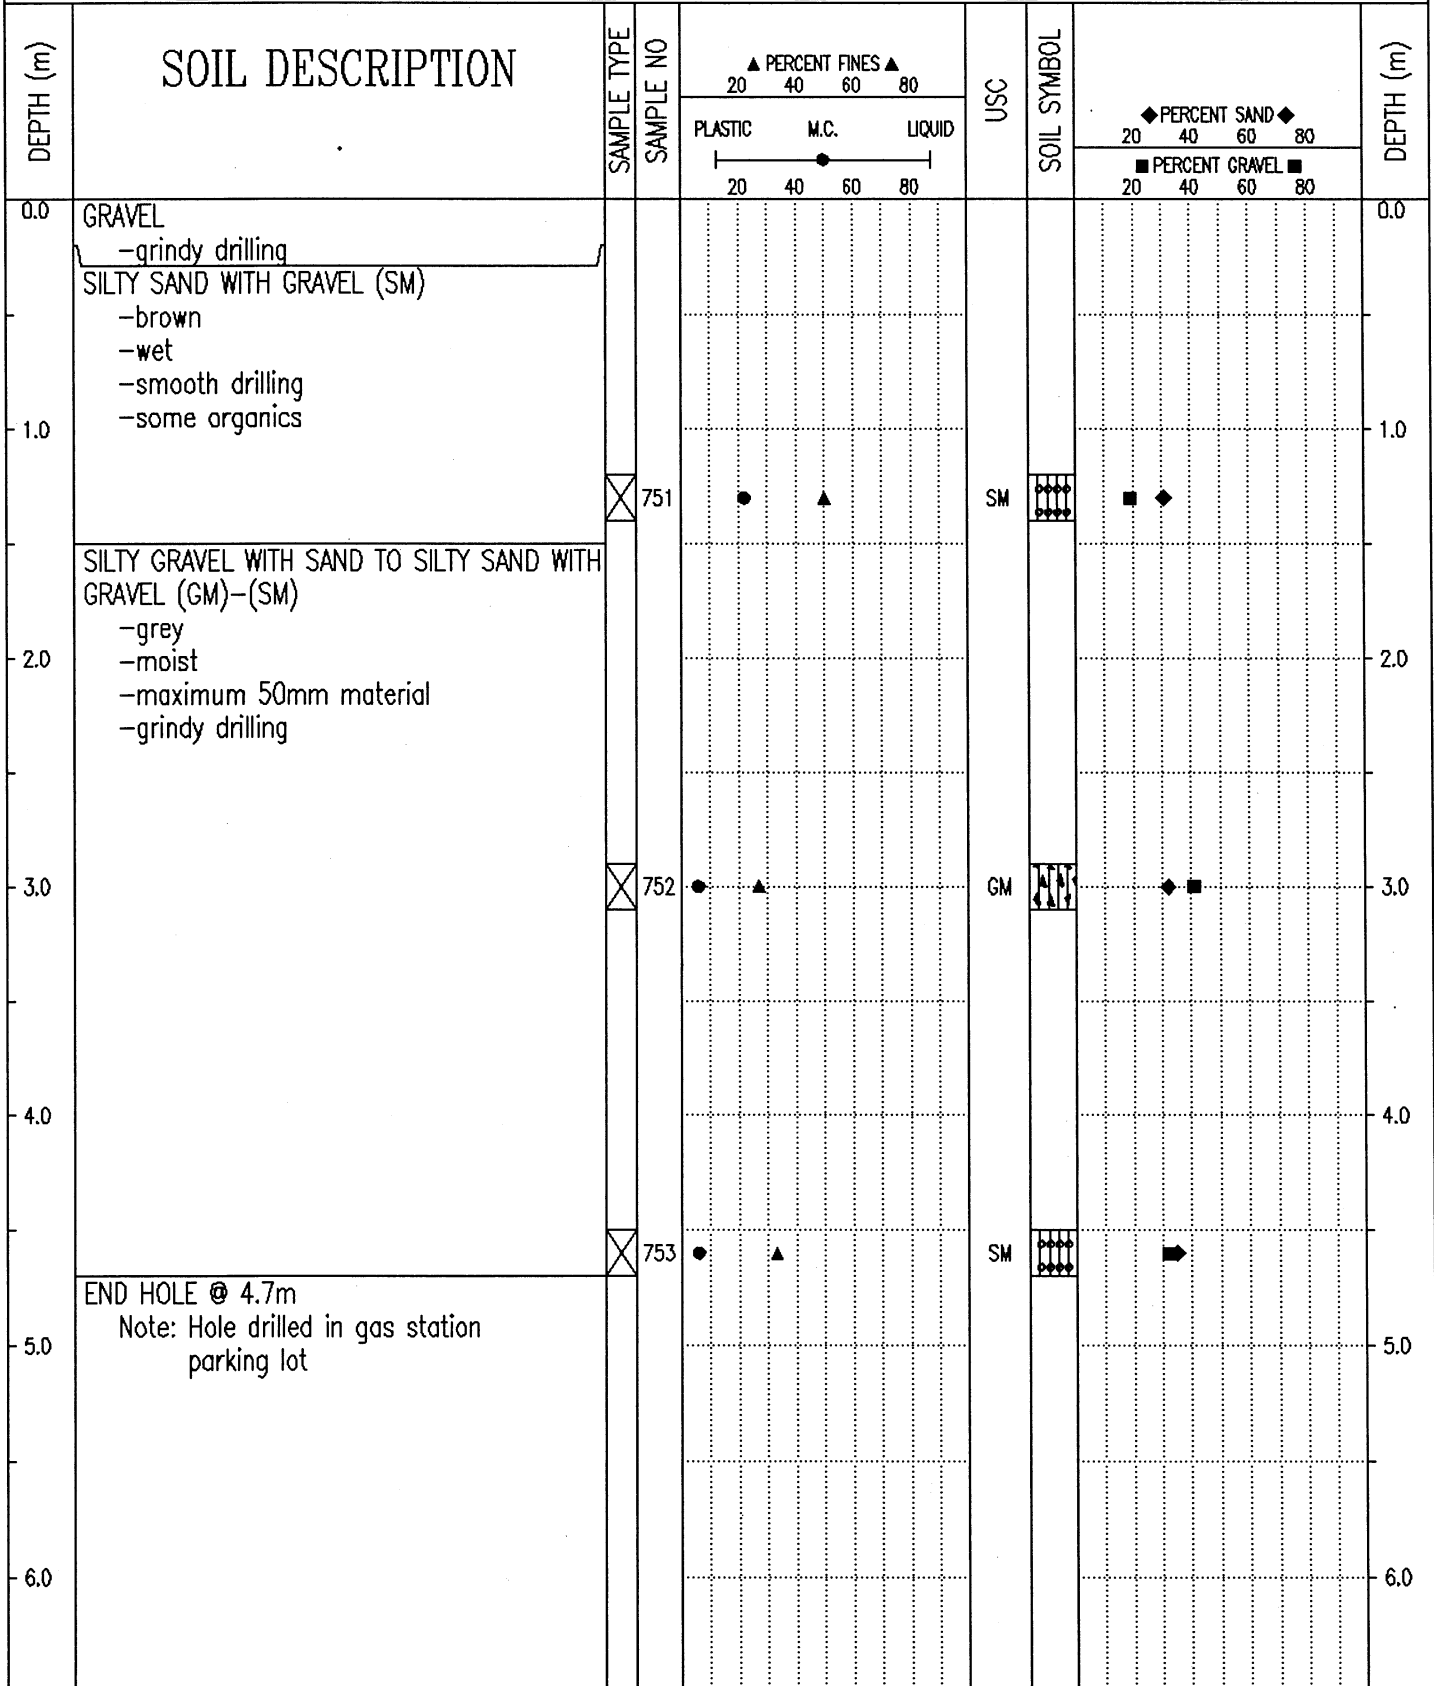 DEPTH (m)
SOIL DESCRIPTION
SAMPLE TYPE
SAMPLE NO
▲ PERCENT FINES ▲
20 40 60 80
PLASTIC M.C. LIQUID
20 40 60 80
USC
SOIL SYMBOL
◆PERCENT SAND◆
20 40 60 80
■ PERCENT GRAVEL ■
20 40 60 80
DEPTH (m)
0.0 GRAVEL 0.0
-grindy drilling
SILTY SAND WITH GRAVEL (SM)
-brown
-wet
-smooth drilling
-some organics
1.0 1.0
751 SM
SILTY GRAVEL WITH SAND TO SILTY SAND WITH
GRAVEL (GM)-(SM)
-grey
2.0 -moist 2.0
-maximum 50mm material
-grindy drilling
3.0 752 GM 3.0
4.0 4.0
753 SM
END HOLE @ 4.7m
Note: Hole drilled in gas station
5.0 5.0
parking lot
6.0 6.0